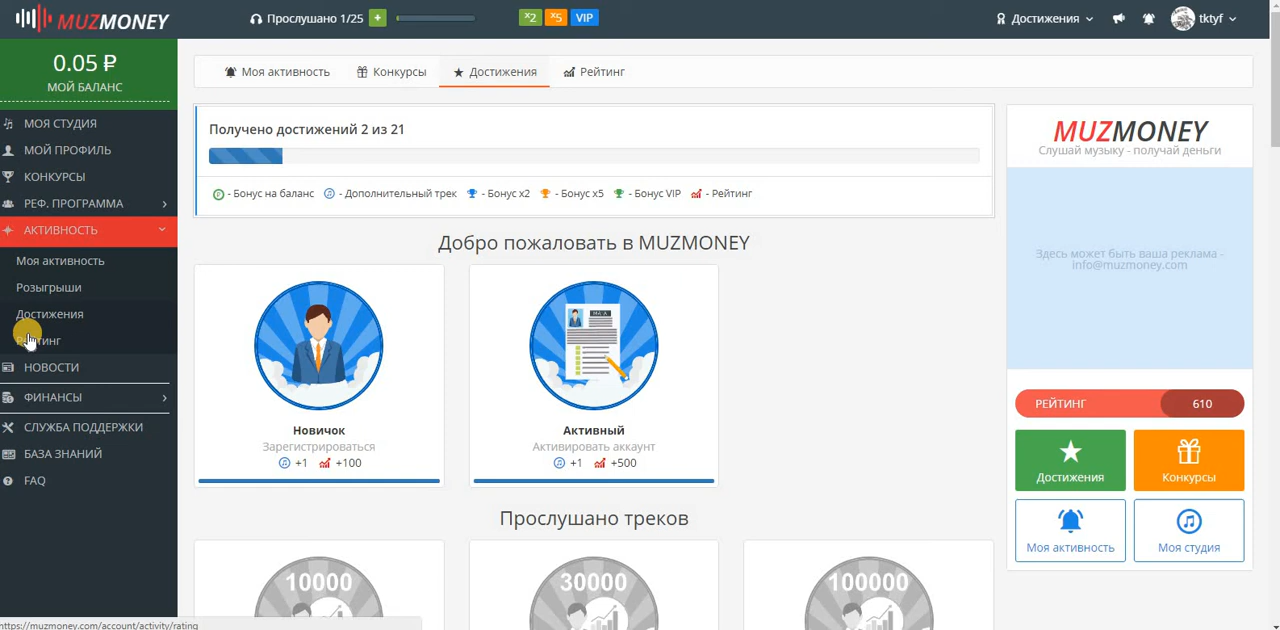 MUZMONEY
Прослушано 1/25 +
x2 x5 VIP
Достижения
tktyf
0.05 ₽
МОЙ БАЛАНС
МОЯ СТУДИЯ
МОЙ ПРОФИЛЬ
КОНКУРСЫ
РЕФ. ПРОГРАММА
АКТИВНОСТЬ
Моя активность
Розыгрыши
Достижения
НОВОСТИ
ФИНАНСЫ
СЛУЖБА ПОДДЕРЖКИ
БАЗА ЗНАНИЙ
FAQ
https://muzmoney.com/account/activity/rating
Моя активность Конкурсы Достижения Рейтинг
Получено достижений 2 из 21
- Бонус на баланс - Дополнительный трек - Бонус x2 - Бонус x5 - Бонус VIP - Рейтинг
Добро пожаловать в MUZMONEY
Новичок
Зарегистрироваться
+1 +100
Активный
Активировать аккаунт
+1 +500
Прослушано треков
10000 30000 100000
MUZMONEY
Слушай музыку - получай деньги
Здесь может быть ваша реклама -
info@muzmoney.com
РЕЙТИНГ 610
Достижения Конкурсы
Моя активность Моя студия